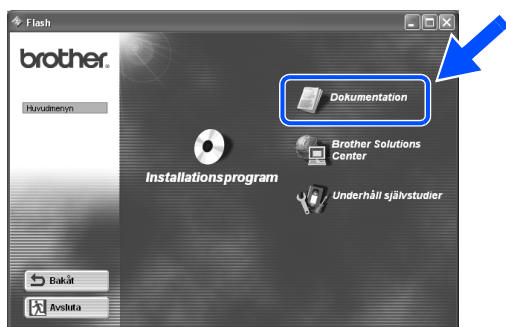 Flash
brother.
Huvudmenyn
Dokumentation
Brother Solutions
Center
Installationsprogram
Underhåll självstudier
Bakåt
Avsluta